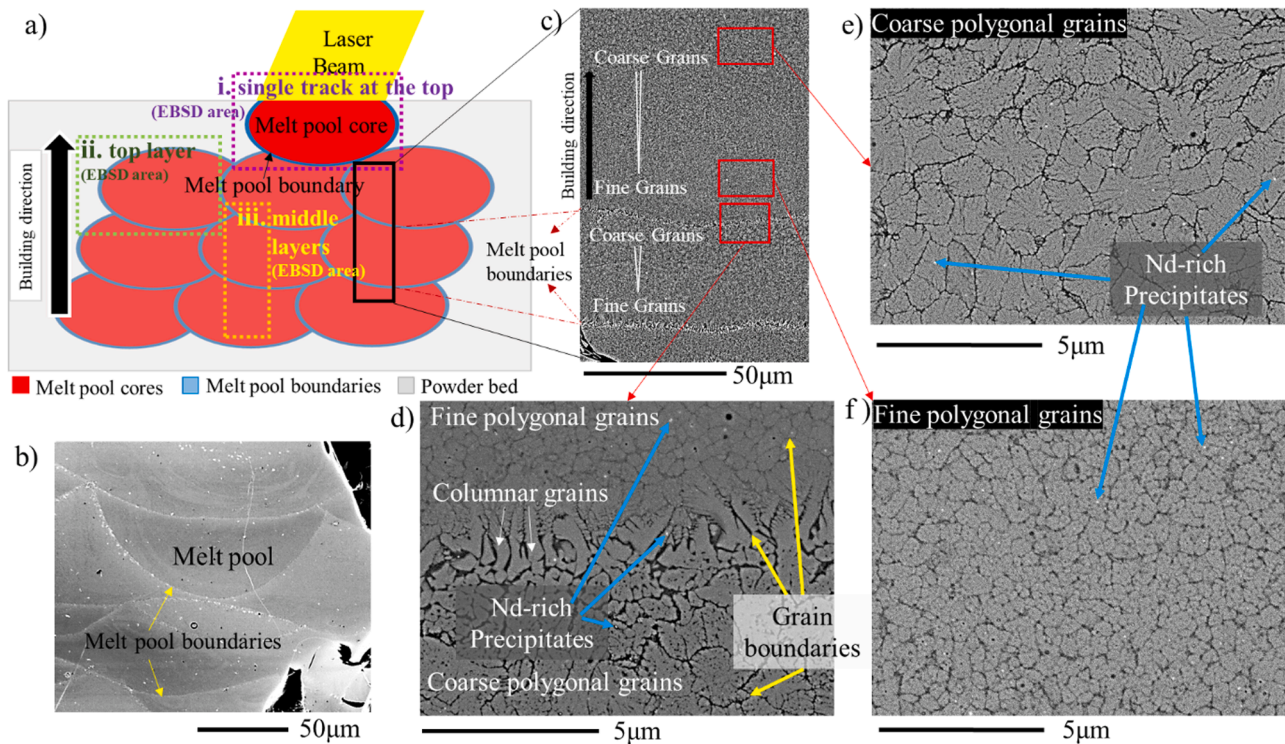 a)
Laser
Beam
i. single track at the top
(EBSD area)
Melt pool core
ii. top layer
(EBSD area)
Melt pool boundary
iii. middle
layers
(EBSD area)
Building direction
Melt pool cores
Melt pool boundaries
Powder bed
b)
Melt pool
Melt pool boundaries
50μm
c)
Coarse Grains
Building direction
Fine Grains
Coarse Grains
Fine Grains
Melt pool
boundaries
50μm
d)
Fine polygonal grains
Columnar grains
Nd-rich
Precipitates
Grain
boundaries
Coarse polygonal grains
5μm
e)
Coarse polygonal grains
Nd-rich
Precipitates
5μm
f)
Fine polygonal grains
5μm